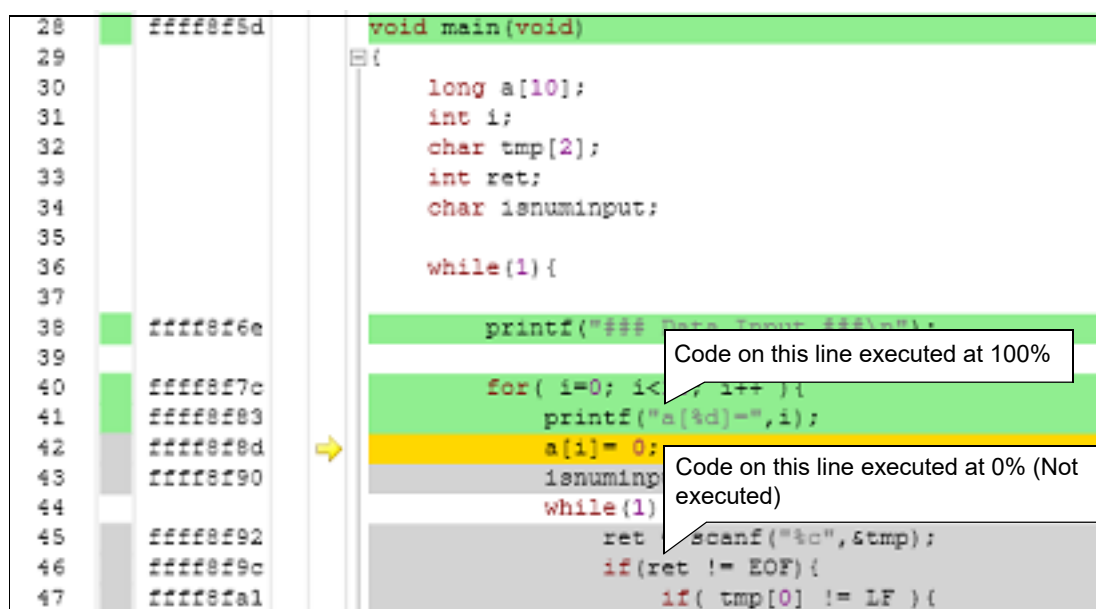 28 ffff8f5d void main(void)
29 {
30 long a[10];
31 int i;
32 char tmp[2];
33 int ret;
34 char isnuminput;
35
36 while(1){
37
38 ffff8f6e printf("### Data Input ###\n");
39
Code on this line executed at 100%
40 ffff8f7c for( i=0; i< i++ ){
41 ffff8f83 printf("a[%d]=",i);
42 ffff8f8d a[i]= 0;
43 ffff8f90
Code on this line executed at 0% (Not
executed)
44 while(1)
45 ffff8f92 ret scanf("%c",&tmp);
46 ffff8f9c if(ret != EOF){
47 ffff8fa1 if( tmp[0] != LF ){